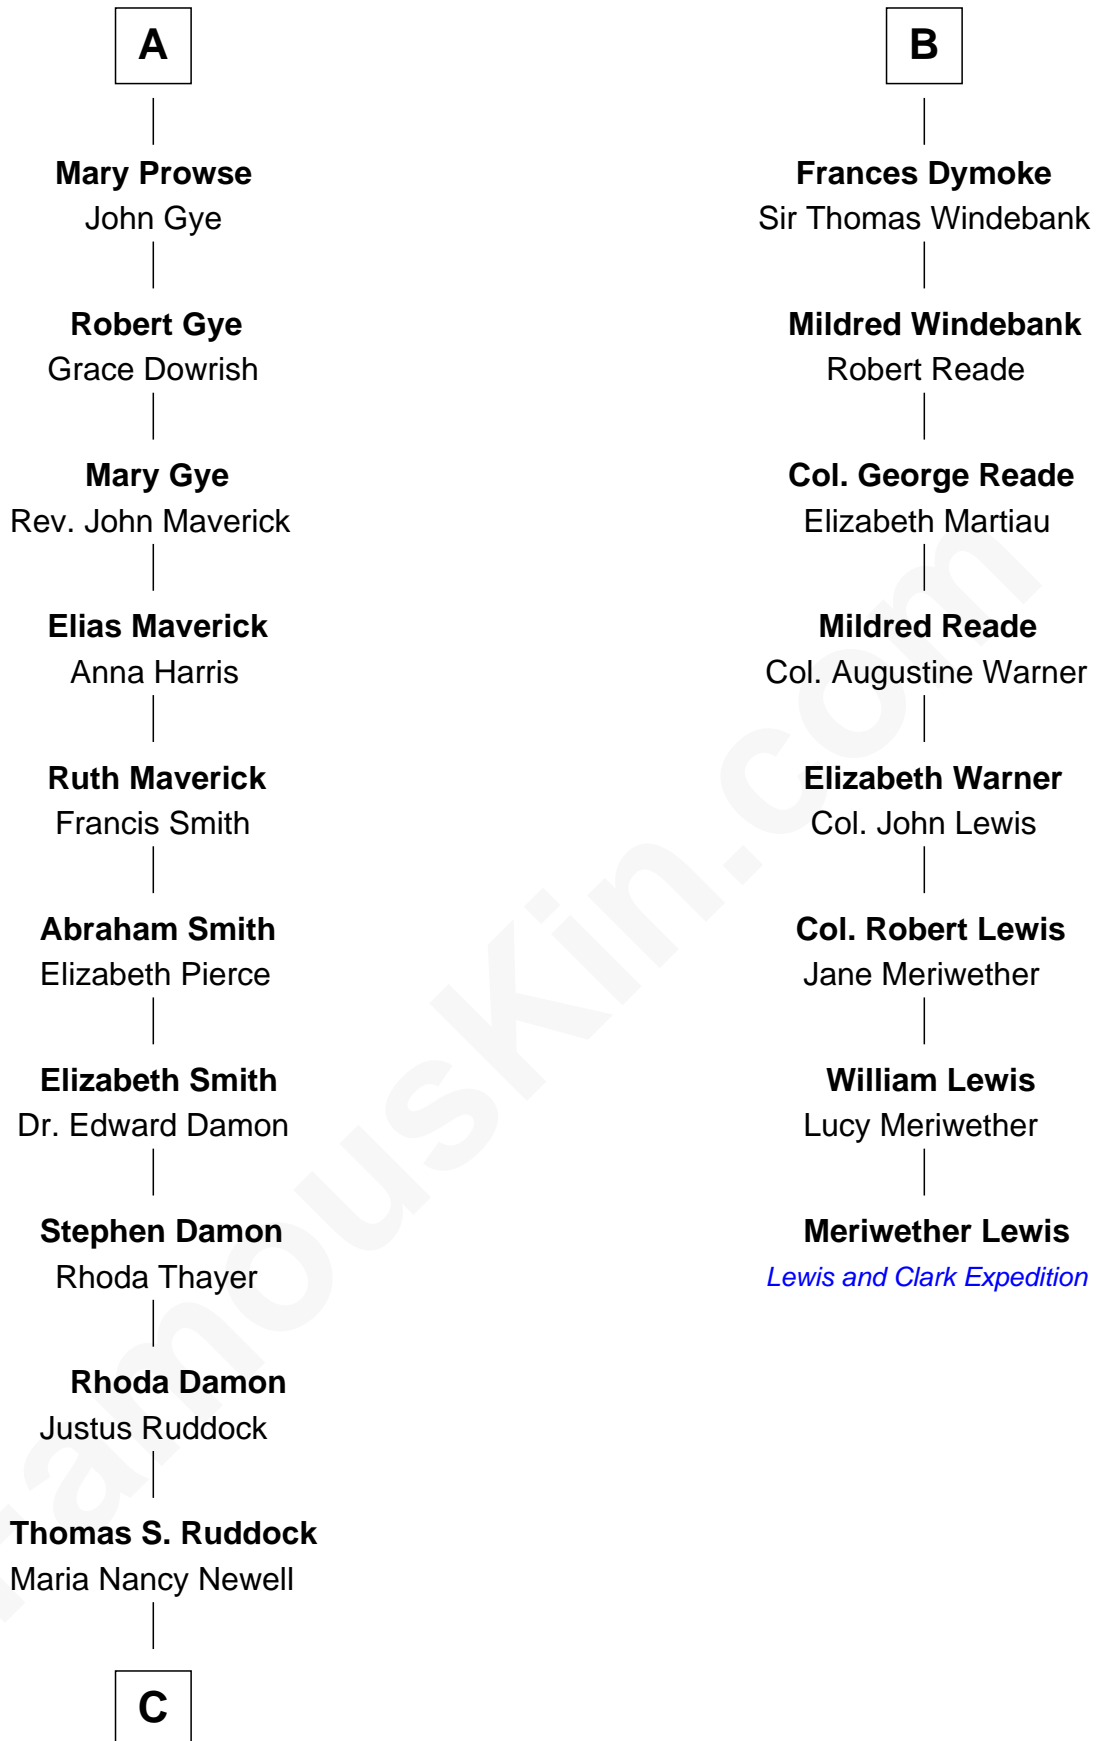 A
Mary Prowse
John Gye
Robert Gye
Grace Dowrish
Mary Gye
Rev. John Maverick
Elias Maverick
Anna Harris
Ruth Maverick
Francis Smith
Abraham Smith
Elizabeth Pierce
Elizabeth Smith
Dr. Edward Damon
Stephen Damon
Rhoda Thayer
Rhoda Damon
Justus Ruddock
Thomas S. Ruddock
Maria Nancy Newell
C
B
Frances Dymoke
Sir Thomas Windebank
Mildred Windebank
Robert Reade
Col. George Reade
Elizabeth Martiau
Mildred Reade
Col. Augustine Warner
Elizabeth Warner
Col. John Lewis
Col. Robert Lewis
Jane Meriwether
William Lewis
Lucy Meriwether
Meriwether Lewis
Lewis and Clark Expedition
FamousKin.com